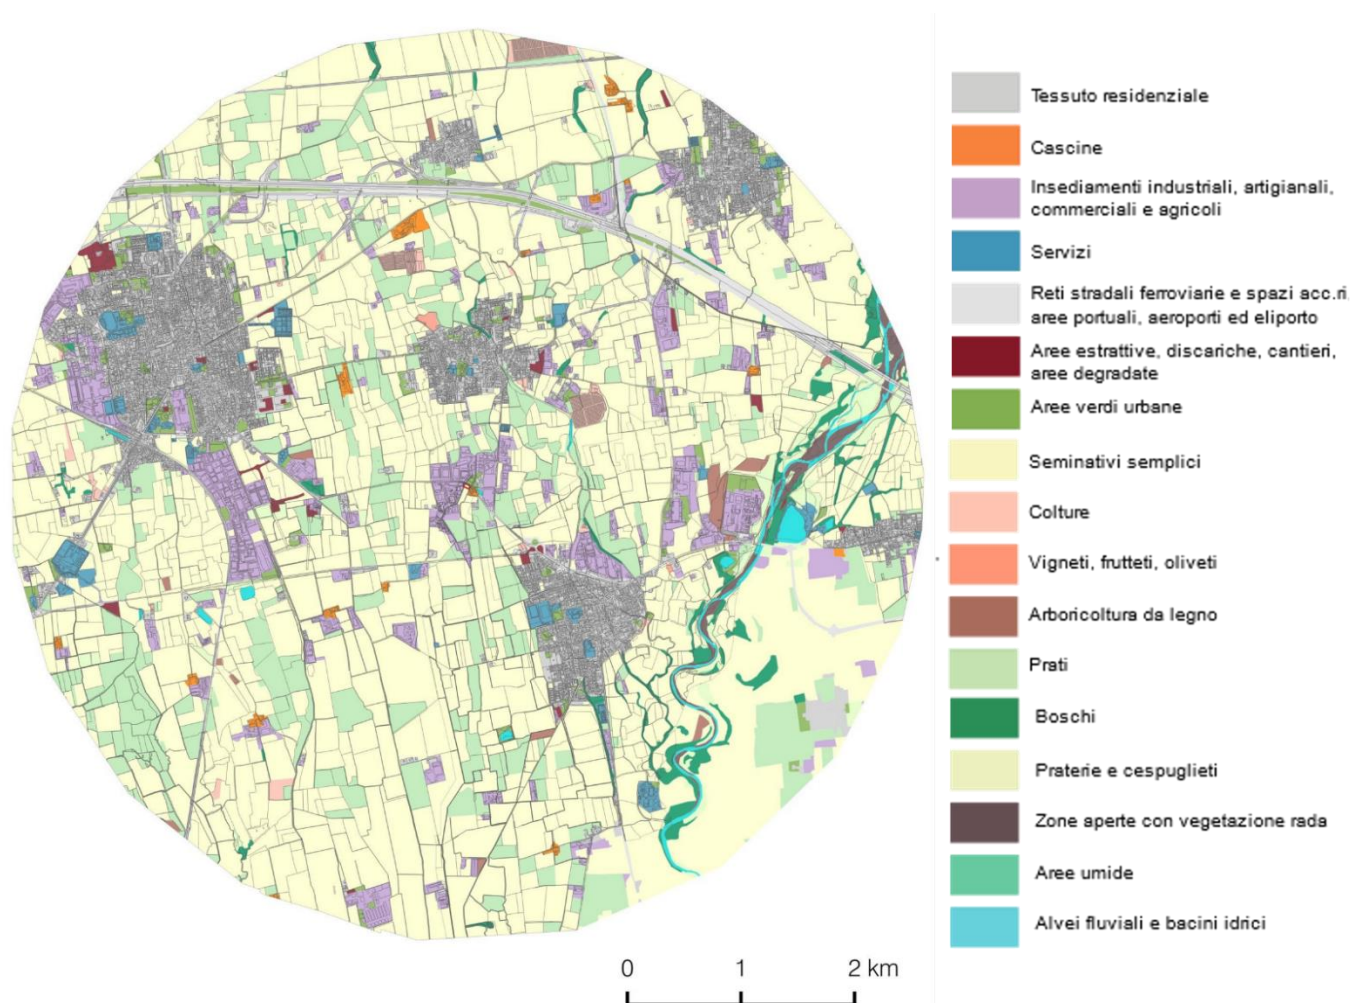 Tessuto residenziale
Cascine
Insediamenti industriali, artigianali,
commerciali e agricoli
Servizi
Reti stradali ferroviarie e spazi acc.ri
aree portuali, aeroporti ed eliporto
Aree estrattive, discariche, cantieri,
aree degradate
Aree verdi urbane
Seminativi semplici
Colture
Vigneti, frutteti, oliveti
Arboricoltura da legno
Prati
Boschi
Praterie e cespuglieti
Zone aperte con vegetazione rada
Aree umide
Alvei fluviali e bacini idrici
0 1 2 km